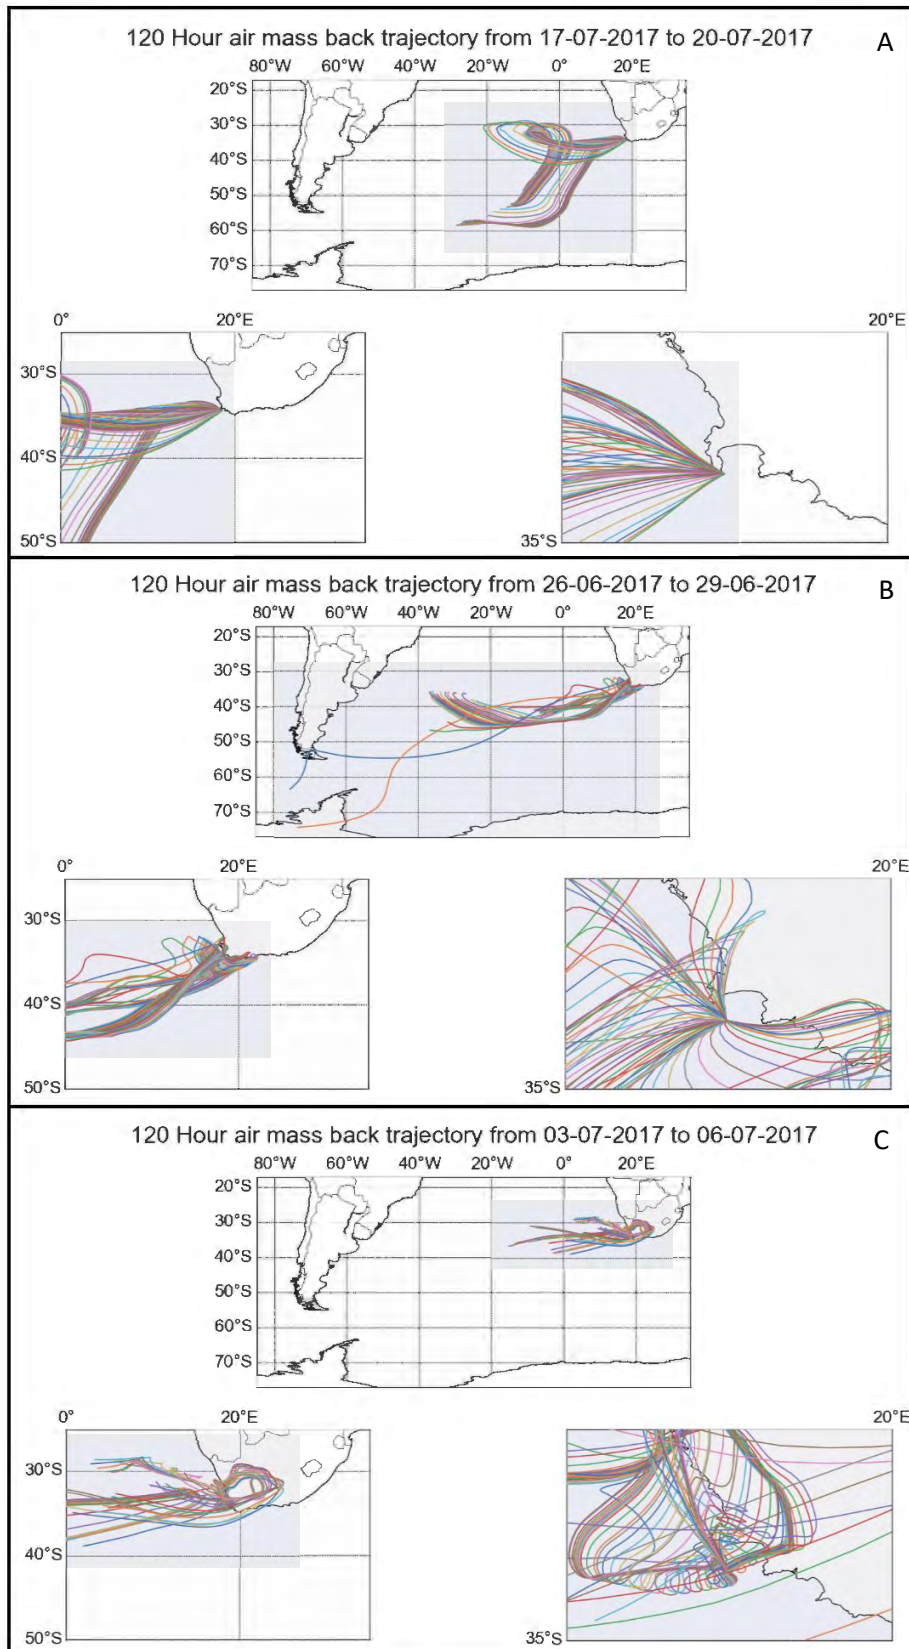 120 Hour air mass back trajectory from 17-07-2017 to 20-07-2017 A
80°W 60°W 40°W 20°W 0° 20°E
20°S
30°S
40°S
50°S
60°S
70°S
0° 20°E 20°E
30°S
40°S
50°S 35°S
120 Hour air mass back trajectory from 26-06-2017 to 29-06-2017 B
80°W 60°W 40°W 20°W 0° 20°E
20°S
30°S
40°S
50°S
60°S
70°S
0° 20°E 20°E
30°S
40°S
50°S 35°S
120 Hour air mass back trajectory from 03-07-2017 to 06-07-2017 C
80°W 60°W 40°W 20°W 0° 20°E
20°S
30°S
40°S
50°S
60°S
70°S
0° 20°E 20°E
30°S
40°S
50°S 35°S